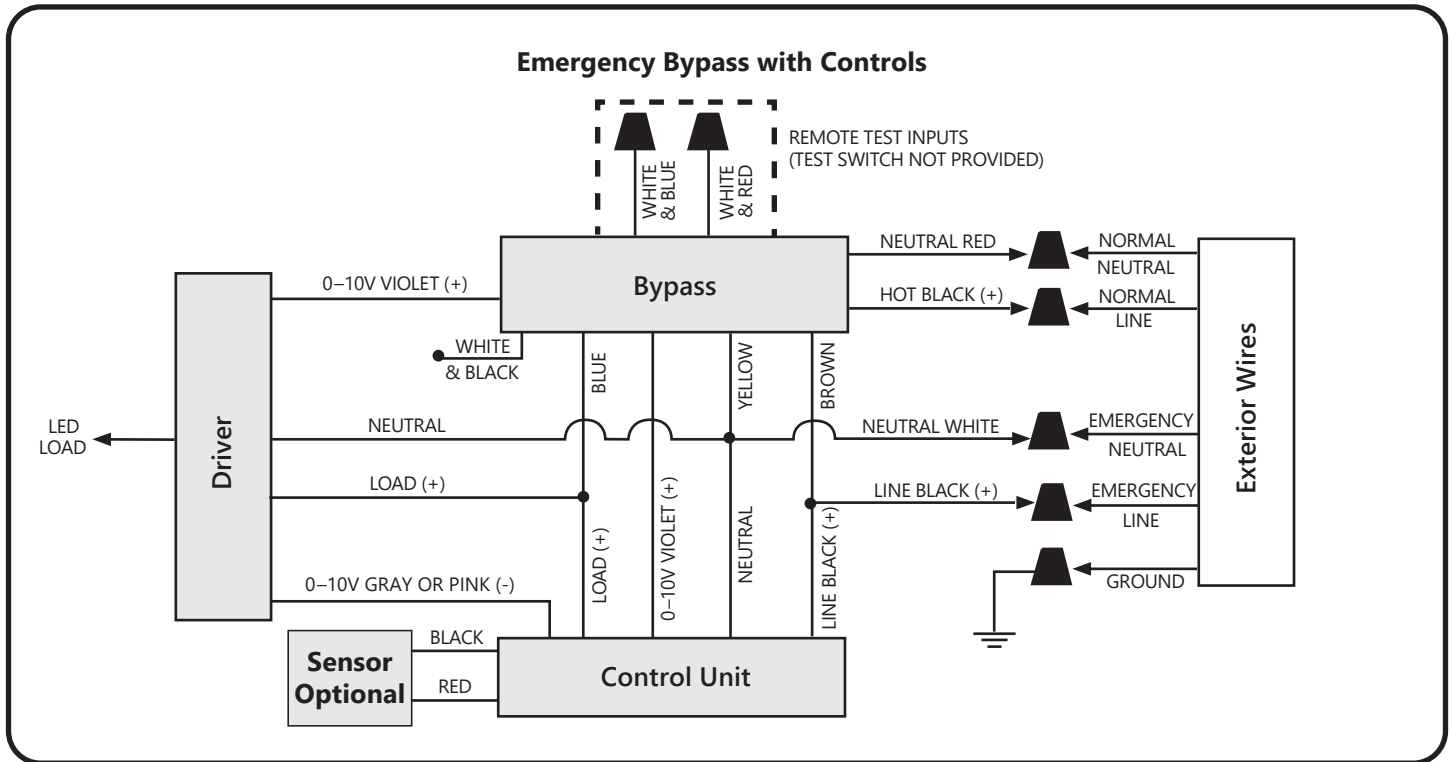 Emergency Bypass with Controls
REMOTE TEST INPUTS
(TEST SWITCH NOT PROVIDED)
WHITE
& BLUE
WHITE
& RED
NEUTRAL RED
NORMAL
NEUTRAL
0–10V VIOLET (+)
Bypass
HOT BLACK (+)
NORMAL
LINE
WHITE
& BLACK
BLUE
YELLOW
BROWN
Exterior Wires
LED
LOAD
Driver
NEUTRAL
NEUTRAL WHITE
EMERGENCY
NEUTRAL
LOAD (+)
LINE BLACK (+)
EMERGENCY
LINE
LOAD (+)
0–10V VIOLET (+)
NEUTRAL
LINE BLACK (+)
GROUND
0–10V GRAY OR PINK (-)
BLACK
Sensor
Optional
RED
Control Unit